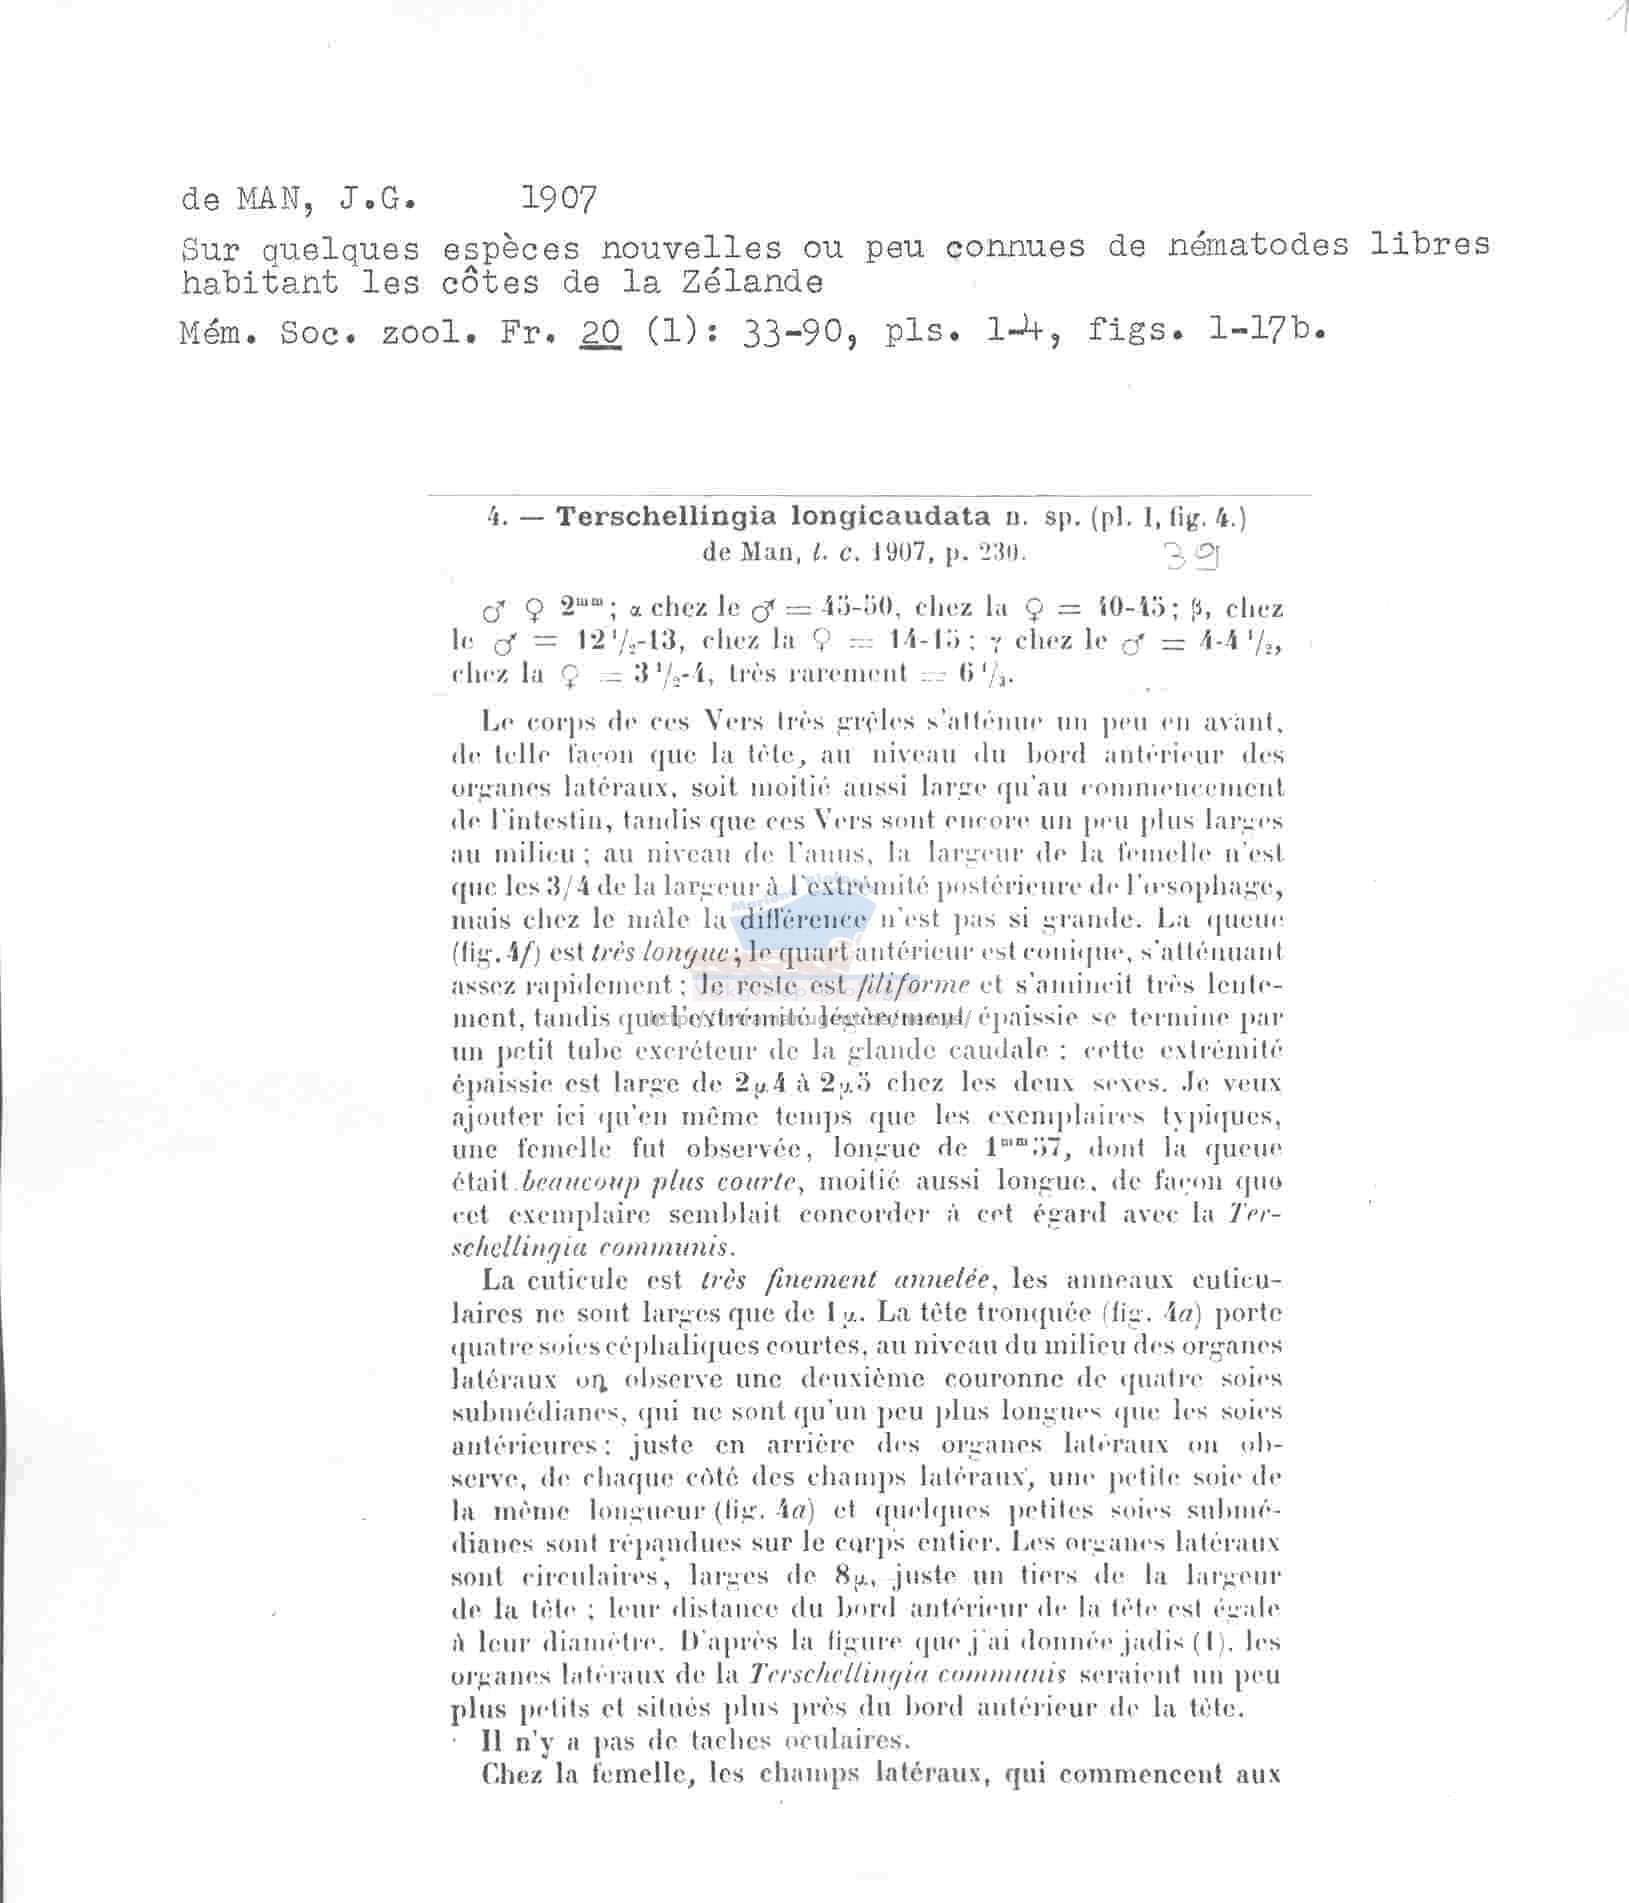 1
de MAN, J.G. 1907
Sur quelques espèces nouvelles ou peu connues de nématodes libres
habitant les côtes de la Zélande
Mém. Soc. zool. Fr. 20 (1): 33-90, pls. 1-4, figs. 1-17b.
4. — Terschellingia longicaudata n. sp. (pl. I, fig. 4.)
de Man, l. c. 1907, p. 230.
39
♂ ♀ 2mm; α chez le ♂ = 45-50, chez la ♀ = 40-45; β, chez
le ♂ = 12 1/2-13, chez la ♀ = 14-15; γ chez le ♂ = 4-4 1/2,
chez la ♀ = 3 1/2-4, très rarement = 6 1/3.
Le corps de ces Vers très grêles s'atténue un peu en avant,
de telle façon que la tête, au niveau du bord antérieur des
organes latéraux, soit moitié aussi large qu'au commencement
de l'intestin, tandis que ces Vers sont encore un peu plus larges
au milieu; au niveau de l'anus, la largeur de la femelle n'est
que les 3/4 de la largeur à l'extrémité postérieure de l'œsophage,
mais chez le mâle la différence n'est pas si grande. La queue
(fig. 4f) est très longue; le quart antérieur est conique, s'atténuant
assez rapidement; le reste est filiforme et s'amincit très lente-
ment, tandis que l'extrémité légèrement épaissie se termine par
un petit tube excréteur de la glande caudale; cette extrémité
épaissie est large de 2μ4 à 2μ5 chez les deux sexes. Je veux
ajouter ici qu'en même temps que les exemplaires typiques,
une femelle fut observée, longue de 1mm57, dont la queue
était beaucoup plus courte, moitié aussi longue, de façon que
cet exemplaire semblait concorder à cet égard avec la Ter-
schellingia communis.
La cuticule est très finement annelée, les anneaux cuticu-
laires ne sont larges que de 1μ. La tête tronquée (fig. 4a) porte
quatre soies céphaliques courtes, au niveau du milieu des organes
latéraux on observe une deuxième couronne de quatre soies
submédianes, qui ne sont qu'un peu plus longues que les soies
antérieures; juste en arrière des organes latéraux on ob-
serve, de chaque côté des champs latéraux, une petite soie de
la même longueur (fig. 4a) et quelques petites soies submé-
dianes sont répandues sur le corps entier. Les organes latéraux
sont circulaires, larges de 8μ, juste un tiers de la largeur
de la tête; leur distance du bord antérieur de la tête est égale
à leur diamètre. D'après la figure que j'ai donnée jadis (1), les
organes latéraux de la Terschellingia communis seraient un peu
plus petits et situés plus près du bord antérieur de la tête.
Il n'y a pas de taches oculaires.
Chez la femelle, les champs latéraux, qui commencent aux